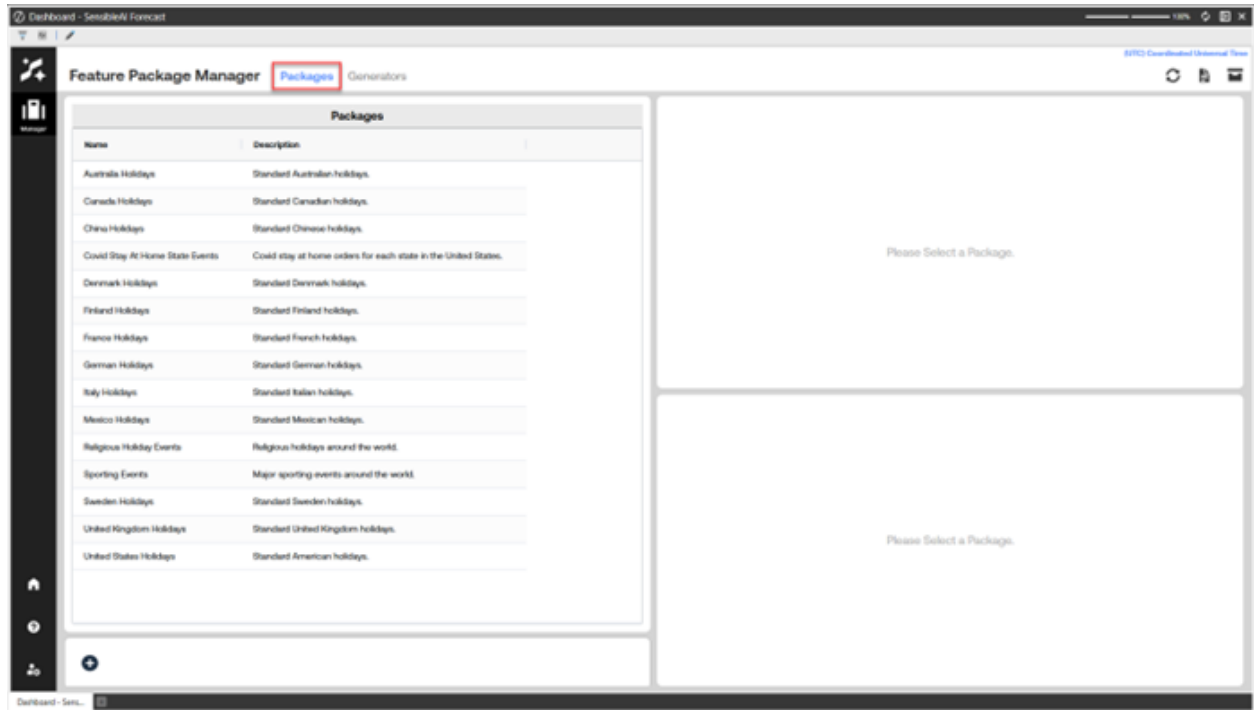 Dashboard - SensibleAI Forecast
100%
(UTC) Coordinated Universal Time
Feature Package Manager Packages Generators
Manager
Packages
Name Description
Australia Holidays Standard Australian holidays.
Canada Holidays Standard Canadian holidays.
China Holidays Standard Chinese holidays.
Covid Stay At Home State Events Covid stay at home orders for each state in the United States.
Denmark Holidays Standard Denmark holidays.
Finland Holidays Standard Finland holidays.
France Holidays Standard French holidays.
German Holidays Standard German holidays.
Italy Holidays Standard Italian holidays.
Mexico Holidays Standard Mexican holidays.
Religious Holiday Events Religious holidays around the world.
Sporting Events Major sporting events around the world.
Sweden Holidays Standard Sweden holidays.
United Kingdom Holidays Standard United Kingdom holidays.
United States Holidays Standard American holidays.
Please Select a Package.
Please Select a Package.
Dashboard - Sens...